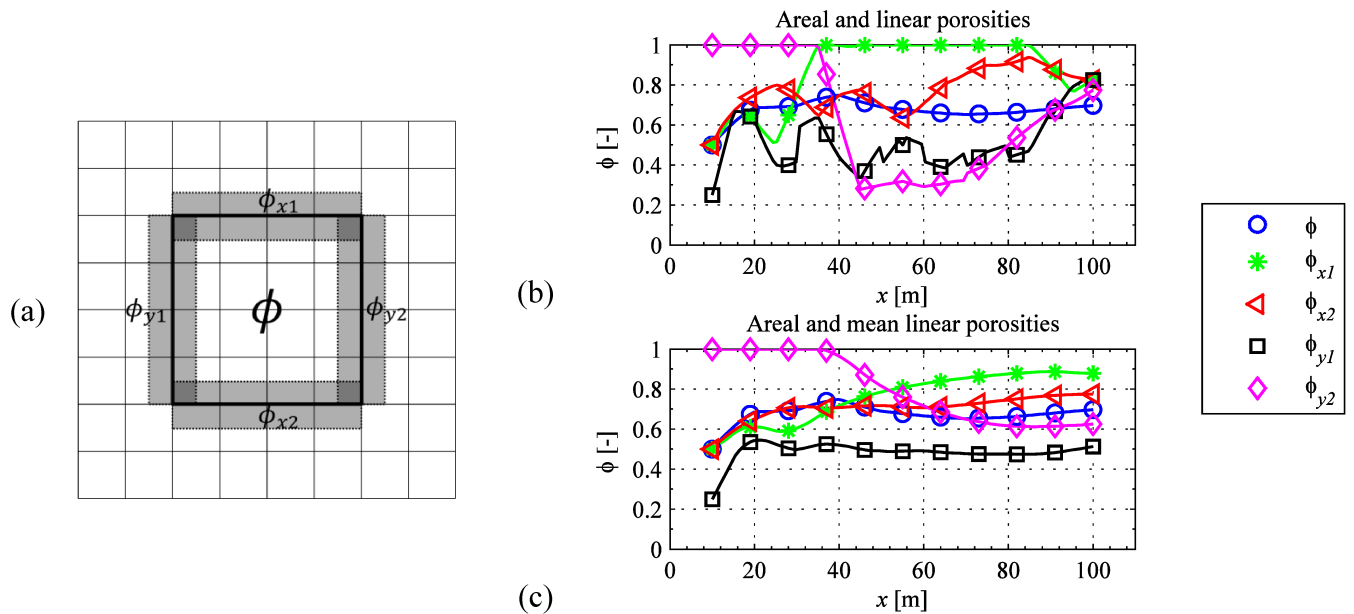 (a)
ϕx1
ϕy1
ϕ
ϕy2
ϕx2
(b)
Areal and linear porosities
ϕ [-]
1
0.8
0.6
0.4
0.2
0
0 20 40 60 80 100
x [m]
(c)
Areal and mean linear porosities
ϕ [-]
1
0.8
0.6
0.4
0.2
0
0 20 40 60 80 100
x [m]
ϕ
ϕx1
ϕx2
ϕy1
ϕy2